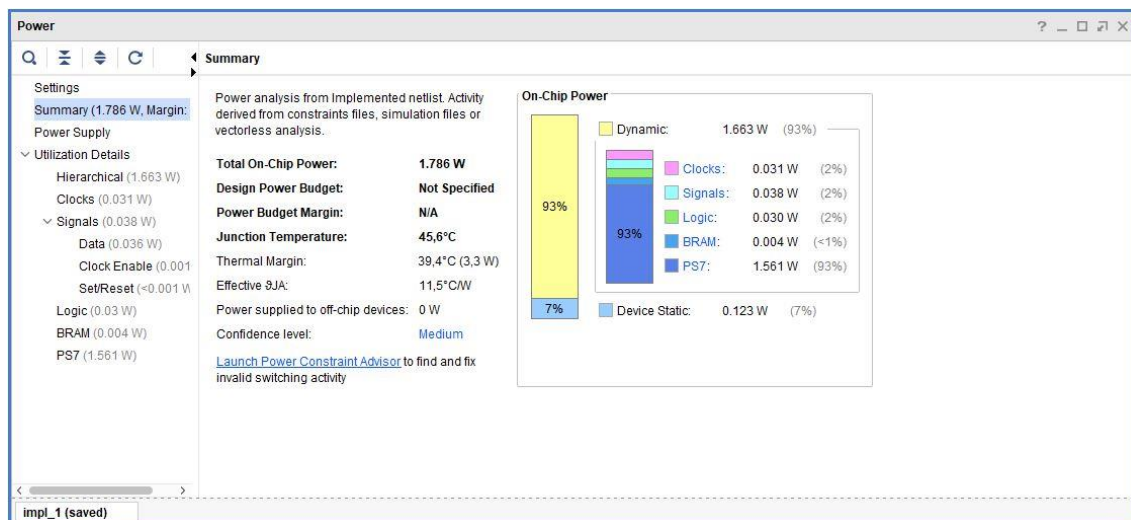 Power
Summary
Settings
Summary (1.786 W, Margin:
Power Supply
Utilization Details
Hierarchical (1.663 W)
Clocks (0.031 W)
Signals (0.038 W)
Data (0.036 W)
Clock Enable (0.001
Set/Reset (<0.001 W
Logic (0.03 W)
BRAM (0.004 W)
PS7 (1.561 W)
Power analysis from Implemented netlist. Activity
derived from constraints files, simulation files or
vectorless analysis.
Total On-Chip Power: 1.786 W
Design Power Budget: Not Specified
Power Budget Margin: N/A
Junction Temperature: 45,6°C
Thermal Margin: 39,4°C (3,3 W)
Effective ϑJA: 11,5°C/W
Power supplied to off-chip devices: 0 W
Confidence level: Medium
Launch Power Constraint Advisor to find and fix
invalid switching activity
On-Chip Power
93%
7%
Dynamic: 1.663 W (93%)
93%
Clocks: 0.031 W (2%)
Signals: 0.038 W (2%)
Logic: 0.030 W (2%)
BRAM: 0.004 W (<1%)
PS7: 1.561 W (93%)
Device Static: 0.123 W (7%)
impl_1 (saved)